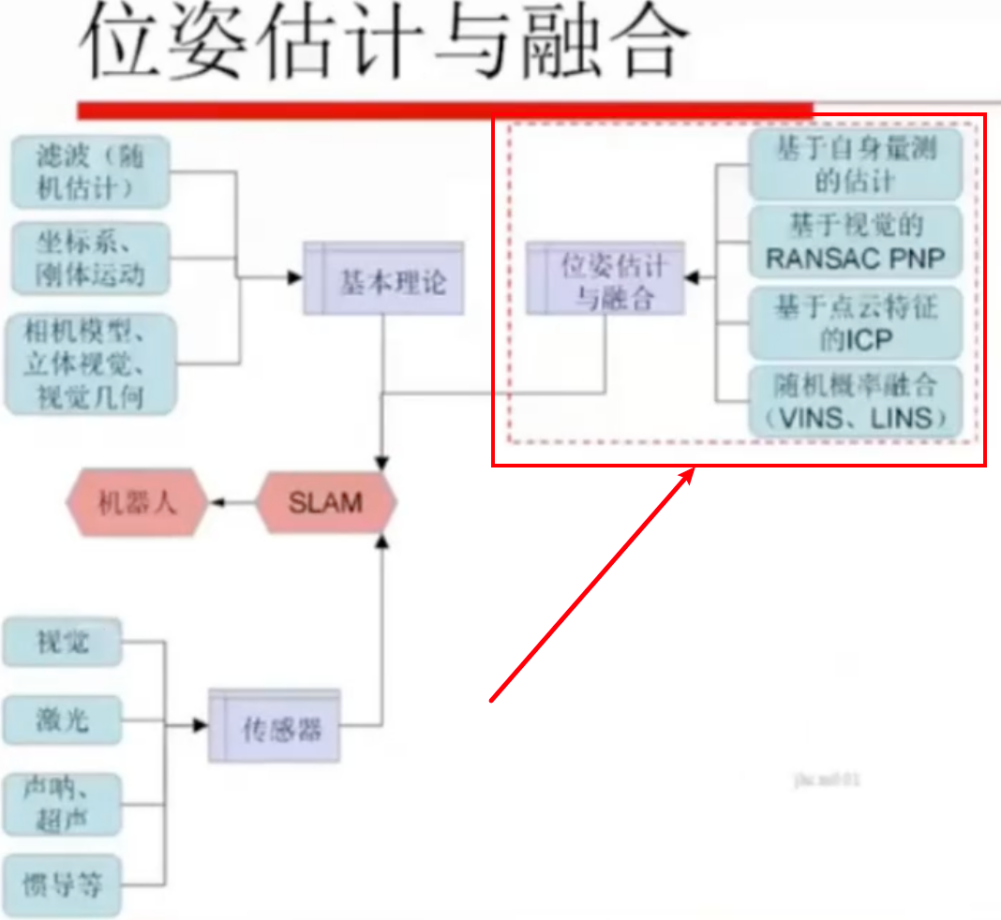 位姿估计与融合
滤波（随
机估计）
坐标系、
刚体运动
相机模型、
立体视觉、
视觉几何
基本理论
位姿估计
与融合
基于自身量测
的估计
基于视觉的
RANSAC PNP
基于点云特征
的ICP
随机概率融合
（VINS、LINS）
机器人
SLAM
视觉
激光
声呐、
超声
惯导等
传感器